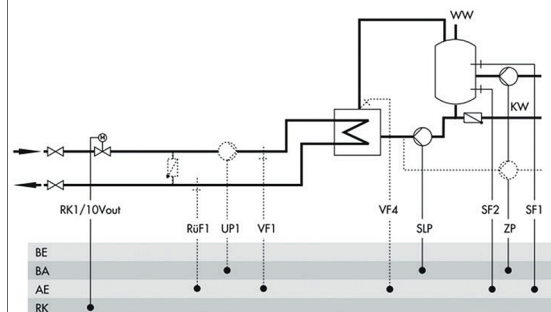 WW
KW
RK1/10Vout
RüF1
UP1
VF1
VF4
SLP
SF2
ZP
SF1
BE
BA
AE
RK
M